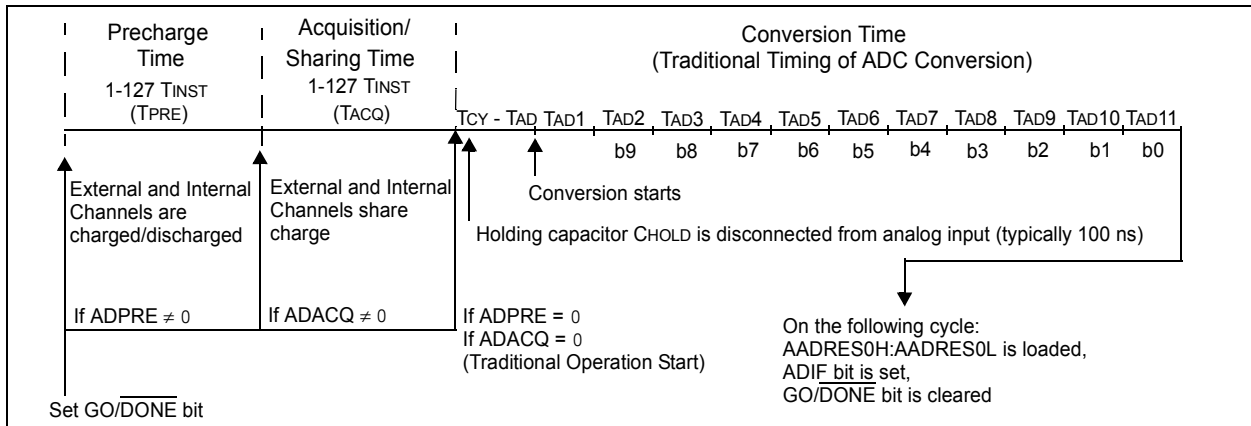 Precharge
Time
1-127 TINST
(TPRE)
Acquisition/
Sharing Time
1-127 TINST
(TACQ)
Conversion Time
(Traditional Timing of ADC Conversion)
TCY - TAD TAD1 TAD2 TAD3 TAD4 TAD5 TAD6 TAD7 TAD8 TAD9 TAD10 TAD11
b9 b8 b7 b6 b5 b4 b3 b2 b1 b0
External and Internal
Channels are
charged/discharged
External and Internal
Channels share
charge
Conversion starts
Holding capacitor CHOLD is disconnected from analog input (typically 100 ns)
If ADPRE ≠ 0
If ADACQ ≠ 0
If ADPRE = 0
If ADACQ = 0
(Traditional Operation Start)
On the following cycle:
AADRES0H:AADRES0L is loaded,
ADIF bit is set,
GO/DONE bit is cleared
Set GO/DONE bit